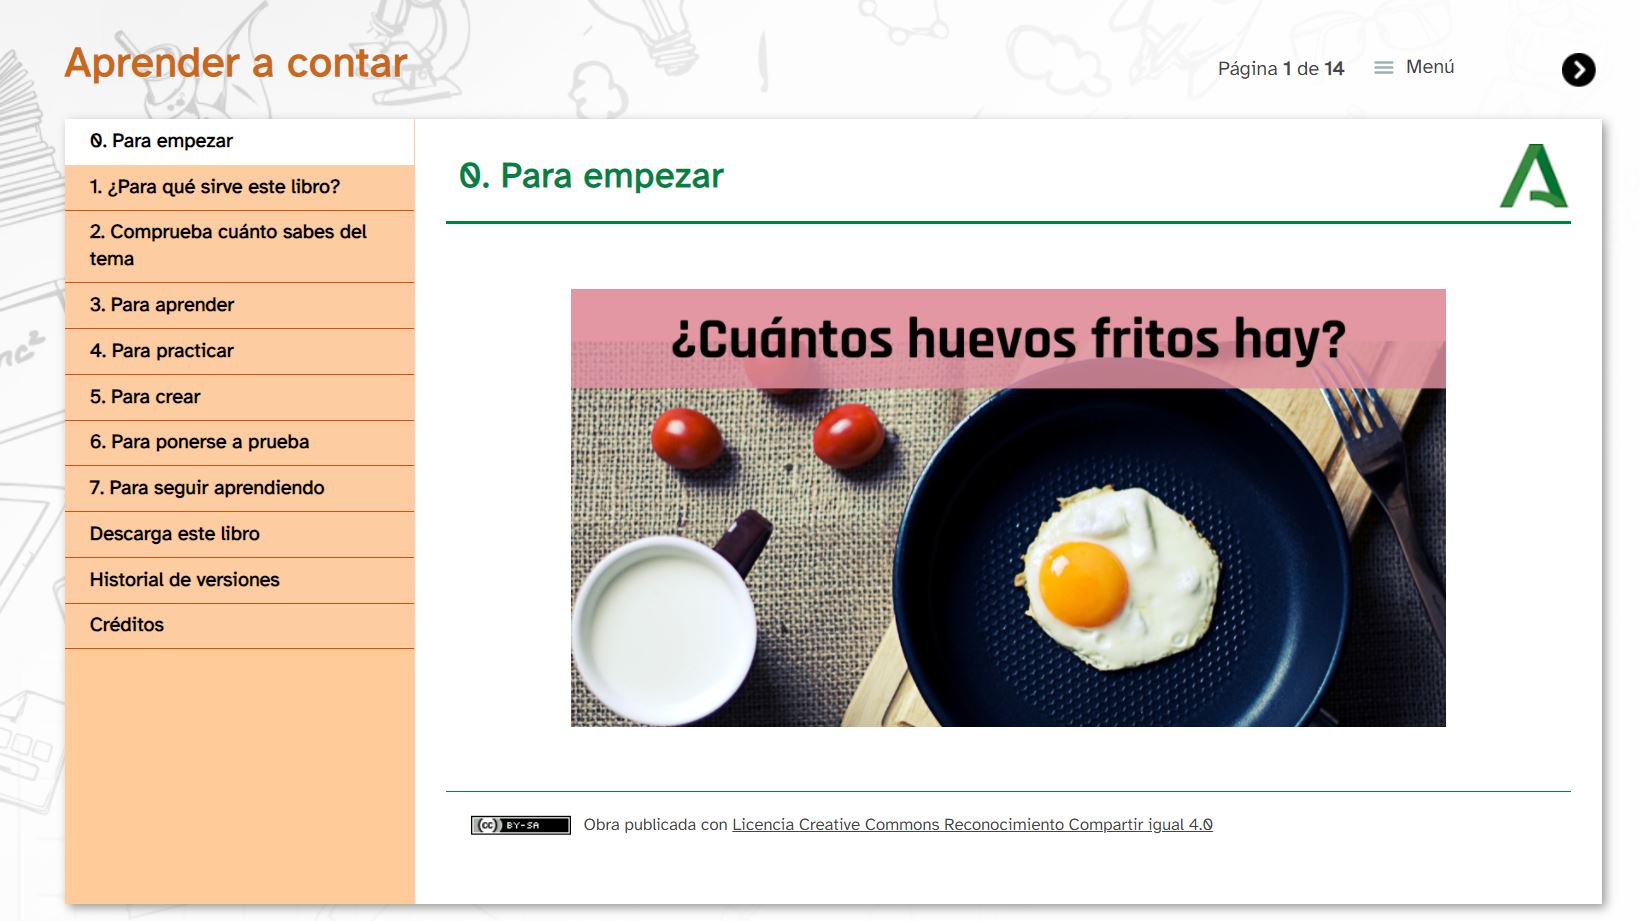 Aprender a contar
Página 1 de 14
Menú
0. Para empezar
1. ¿Para qué sirve este libro?
2. Comprueba cuánto sabes del
tema
3. Para aprender
4. Para practicar
5. Para crear
6. Para ponerse a prueba
7. Para seguir aprendiendo
Descarga este libro
Historial de versiones
Créditos
0. Para empezar
¿Cuántos huevos fritos hay?
cc BY-SA
Obra publicada con Licencia Creative Commons Reconocimiento Compartir igual 4.0
mc²